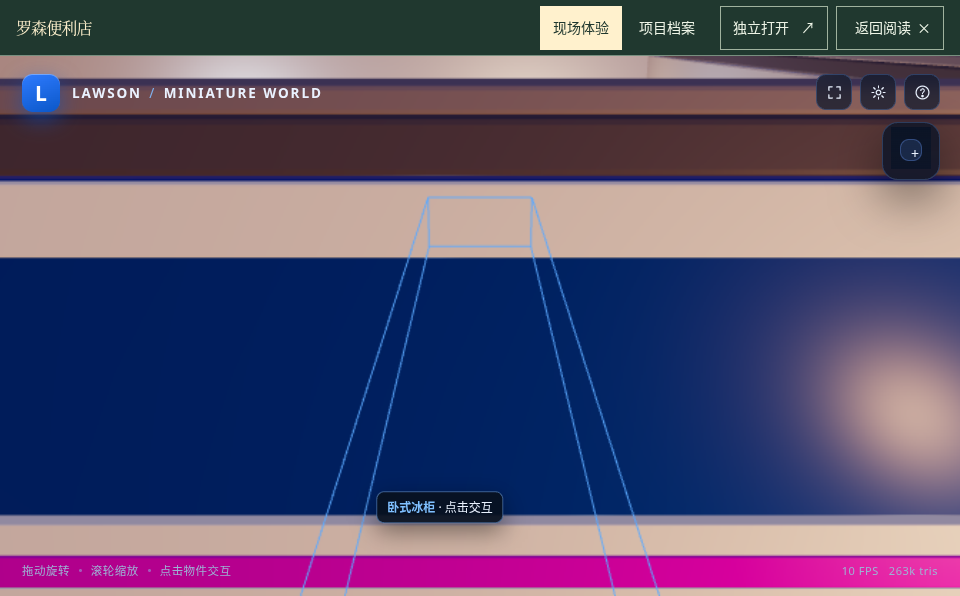 罗森便利店
现场体验
项目档案
独立打开 ↗
返回阅读 ×
L
LAWSON / MINIATURE WORLD
卧式冰柜 · 点击交互
拖动旋转 • 滚轮缩放 • 点击物件交互
10 FPS 263k tris